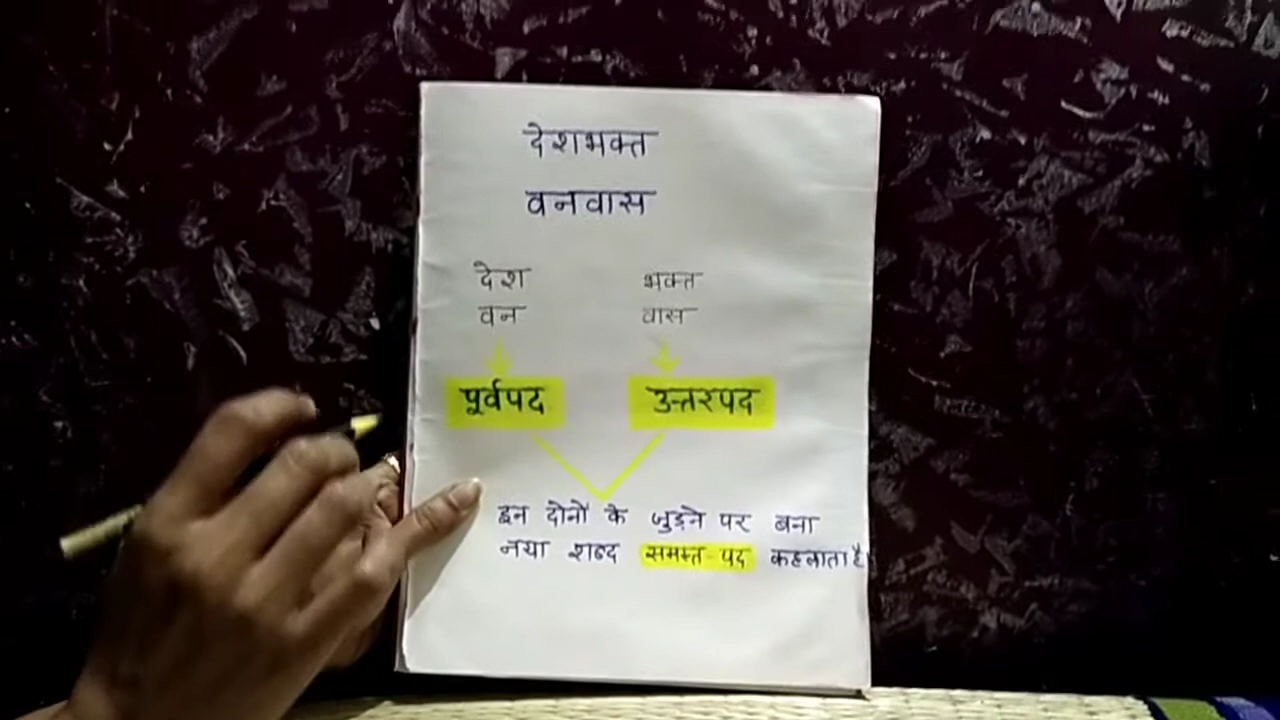 देशभक्त
वनवास
देश भक्त
वन वास
पूर्वपद उत्तरपद
इन दोनों के जुड़ने पर बना
नया शब्द समस्त पद कहलाता है।